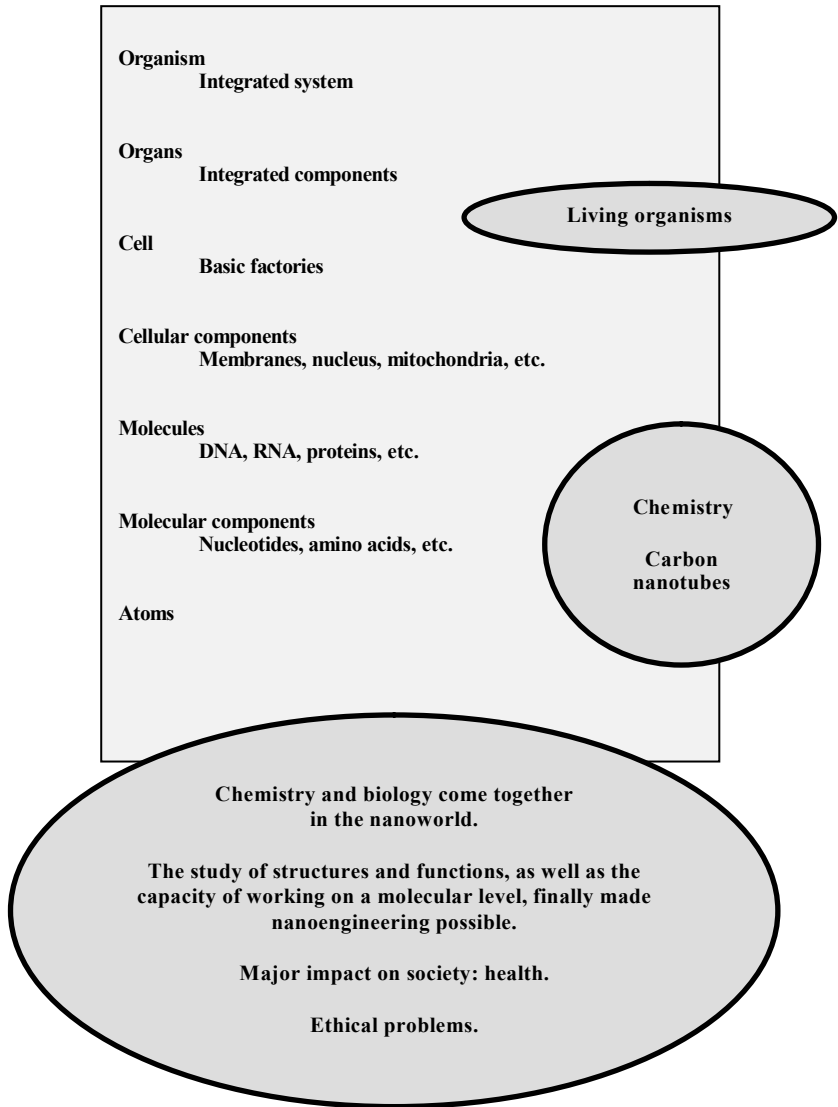 Organism
Integrated system
Organs
Integrated components
Living organisms
Cell
Basic factories
Cellular components
Membranes, nucleus, mitochondria, etc.
Molecules
DNA, RNA, proteins, etc.
Molecular components
Nucleotides, amino acids, etc.
Chemistry
Carbon
nanotubes
Atoms
Chemistry and biology come together
in the nanoworld.
The study of structures and functions, as well as the
capacity of working on a molecular level, finally made
nanoengineering possible.
Major impact on society: health.
Ethical problems.